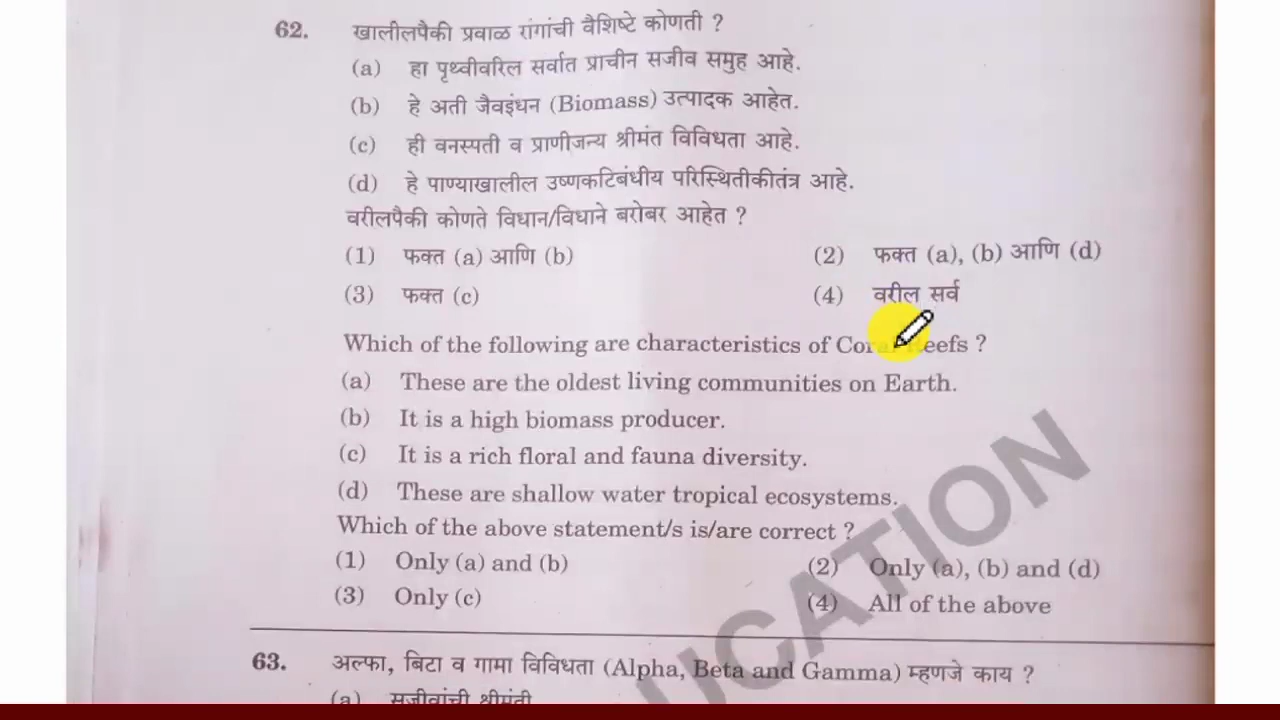 62. खालीलपैकी प्रवाळ रांगांची वैशिष्टे कोणती ?
(a) हा पृथ्वीवरिल सर्वात प्राचीन सजीव समुह आहे.
(b) हे अती जैवइंधन (Biomass) उत्पादक आहेत.
(c) ही वनस्पती व प्राणीजन्य श्रीमंत विविधता आहे.
(d) हे पाण्याखालील उष्णकटिबंधीय परिस्थितीकीतंत्र आहे.
वरीलपैकी कोणते विधान/विधाने बरोबर आहेत ?
(1) फक्त (a) आणि (b) (2) फक्त (a), (b) आणि (d)
(3) फक्त (c) (4) वरील सर्व
Which of the following are characteristics of Coral Reefs ?
(a) These are the oldest living communities on Earth.
(b) It is a high biomass producer.
(c) It is a rich floral and fauna diversity.
(d) These are shallow water tropical ecosystems.
Which of the above statement/s is/are correct ?
(1) Only (a) and (b) (2) Only (a), (b) and (d)
(3) Only (c) (4) All of the above
63. अल्फा, बिटा व गामा विविधता (Alpha, Beta and Gamma) म्हणजे काय ?
(a) सजीवांची श्रीमंती
UCATION